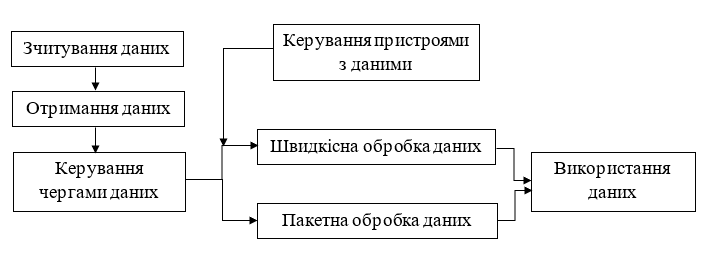 Зчитування даних
Отримання даних
Керування
чергами даних
Керування пристроями
з даними
Швидкісна обробка даних
Пакетна обробка даних
Використання
даних